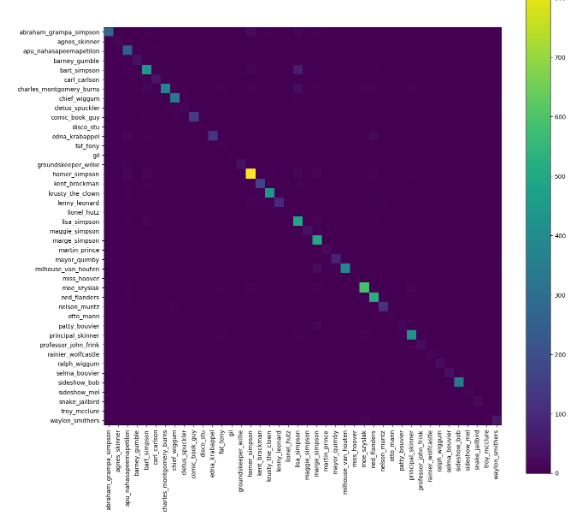 abraham_grampa_simpson
agnes_skinner
apu_nahasapeemapetilon
barney_gumble
bart_simpson
carl_carlson
charles_montgomery_burns
chief_wiggum
cletus_spuckler
comic_book_guy
disco_stu
edna_krabappel
fat_tony
gil
groundskeeper_willie
homer_simpson
kent_brockman
krusty_the_clown
lenny_leonard
lionel_hutz
lisa_simpson
maggie_simpson
marge_simpson
martin_prince
mayor_quimby
milhouse_van_houten
miss_hoover
moe_szyslak
ned_flanders
nelson_muntz
otto_mann
patty_bouvier
principal_skinner
professor_john_frink
rainier_wolfcastle
ralph_wiggum
selma_bouvier
sideshow_bob
sideshow_mel
snake_jailbird
troy_mcclure
waylon_smithers
abraham_grampa_simpson
agnes_skinner
apu_nahasapeemapetilon
barney_gumble
bart_simpson
carl_carlson
charles_montgomery_burns
chief_wiggum
cletus_spuckler
comic_book_guy
disco_stu
edna_krabappel
fat_tony
gil
groundskeeper_willie
homer_simpson
kent_brockman
krusty_the_clown
lenny_leonard
lionel_hutz
lisa_simpson
maggie_simpson
marge_simpson
martin_prince
mayor_quimby
milhouse_van_houten
miss_hoover
moe_szyslak
ned_flanders
nelson_muntz
otto_mann
patty_bouvier
principal_skinner
professor_john_frink
rainier_wolfcastle
ralph_wiggum
selma_bouvier
sideshow_bob
sideshow_mel
snake_jailbird
troy_mcclure
waylon_smithers
700
600
500
400
300
200
100
0